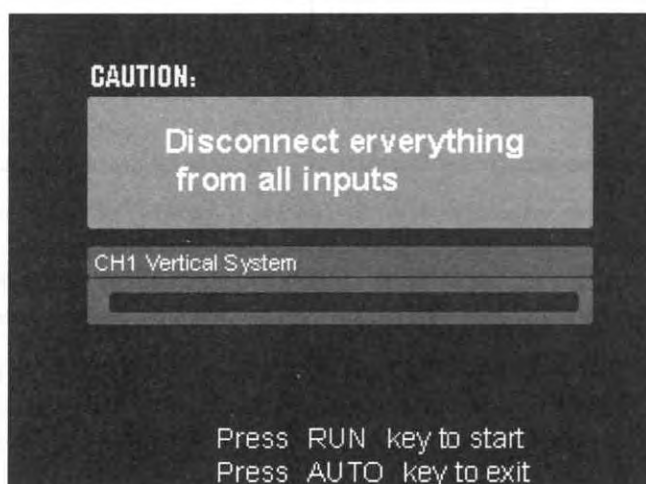 CAUTION:
Disconnect erverything
from all inputs
CH1 Vertical System
Press RUN key to start
Press AUTO key to exit